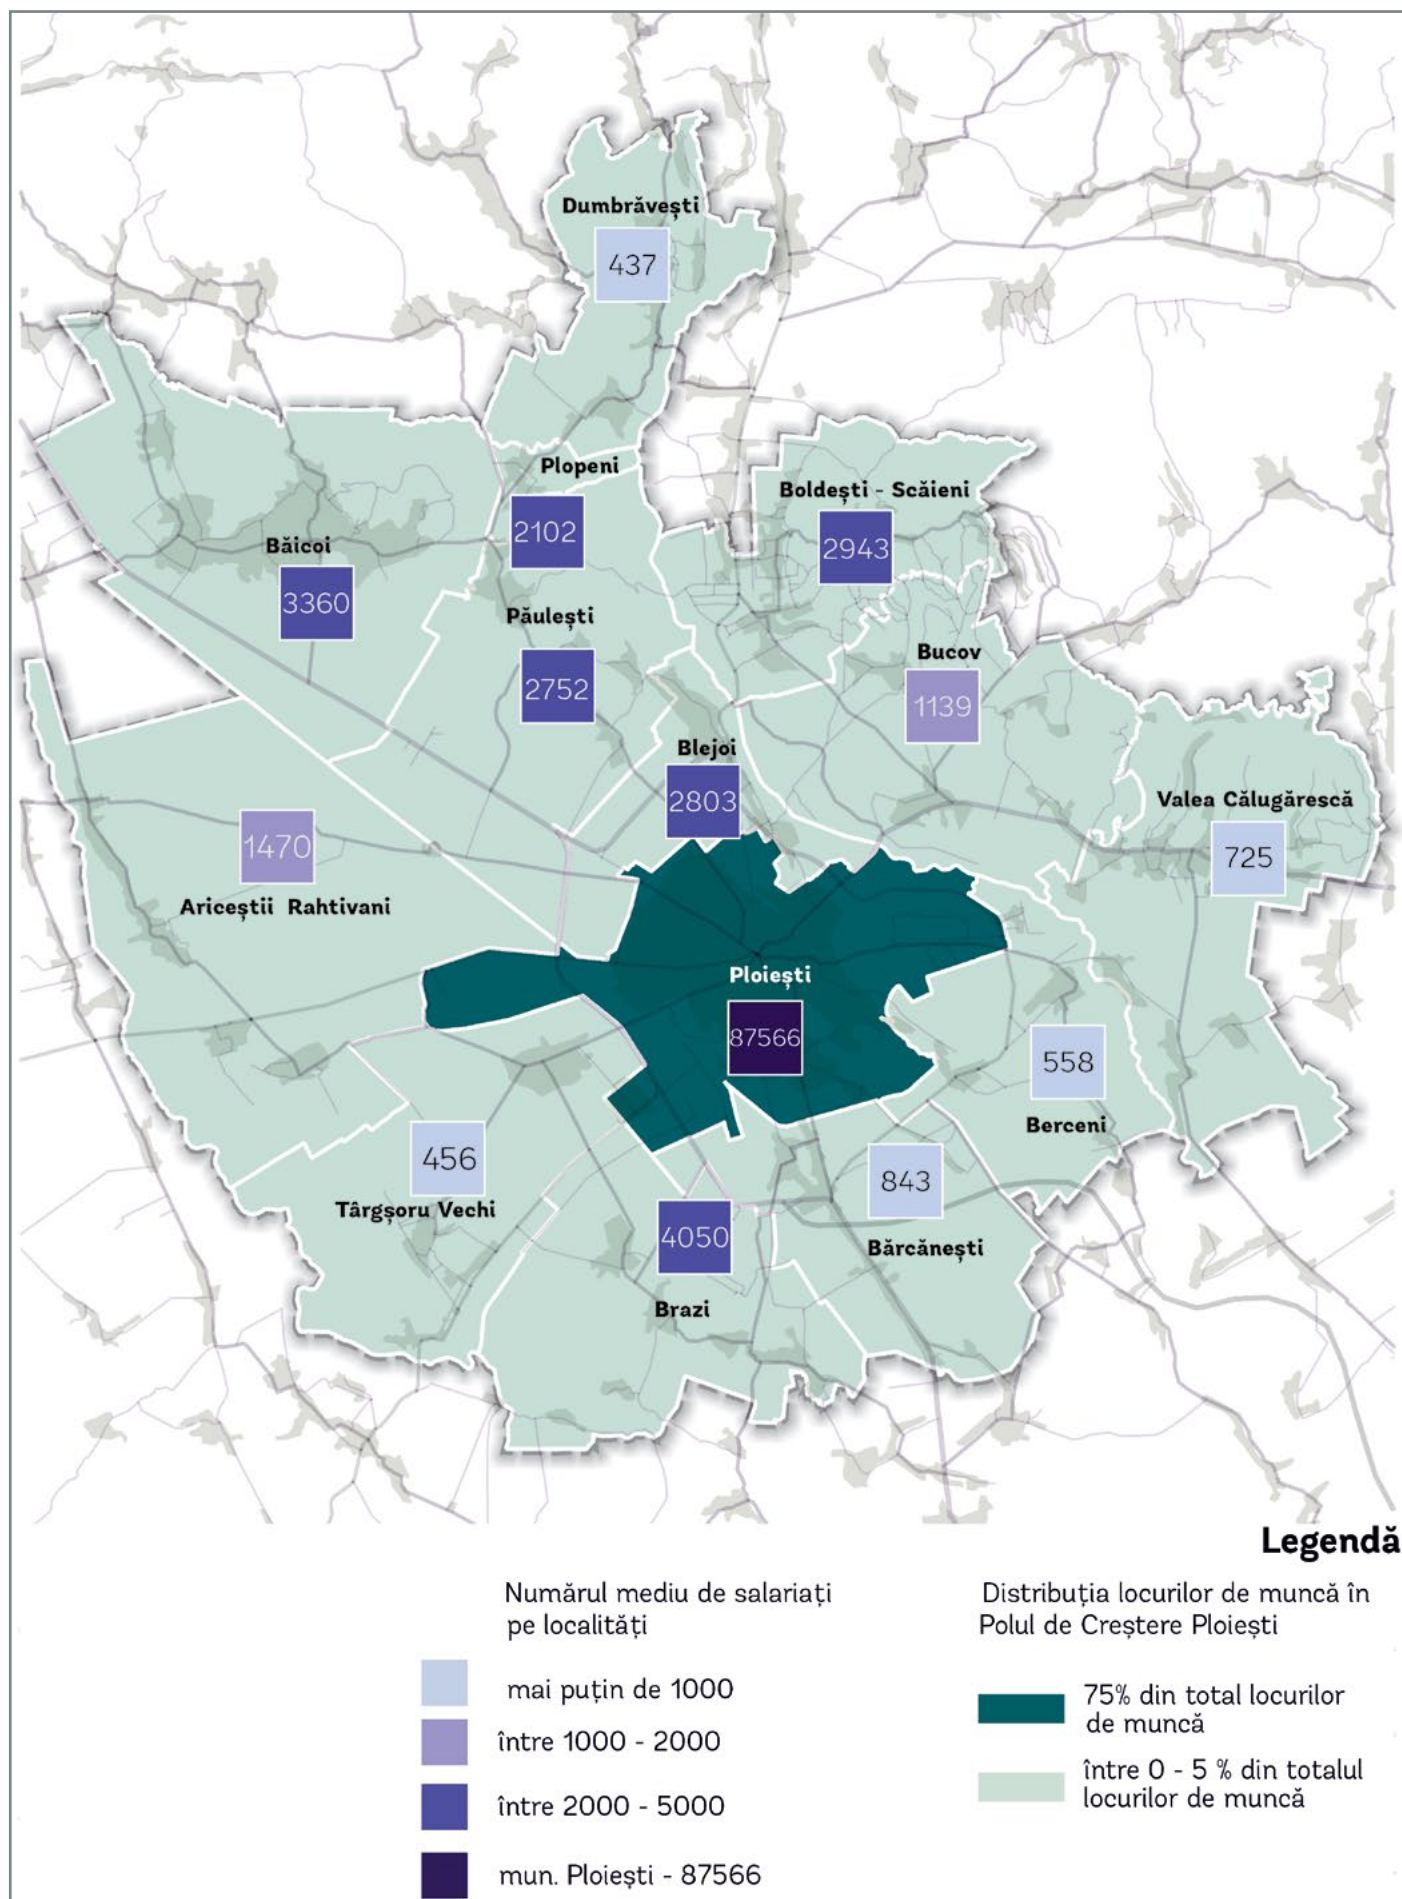 Dumbrăvești
437
Plopeni
2102
Boldești - Scăieni
2943
Băicoi
3360
Păulești
2752
Bucov
1139
Blejoi
2803
Valea Călugărescă
725
1470
Ariceștii Rahtivani
Ploiești
87566
558
Berceni
456
Târgșoru Vechi
843
Bărcănești
4050
Brazi
Legendă
Numărul mediu de salariați
pe localități
mai puțin de 1000
între 1000 - 2000
între 2000 - 5000
mun. Ploiești - 87566
Distribuția locurilor de muncă în
Polul de Creștere Ploiești
75% din total locurilor
de muncă
între 0 - 5 % din totalul
locurilor de muncă